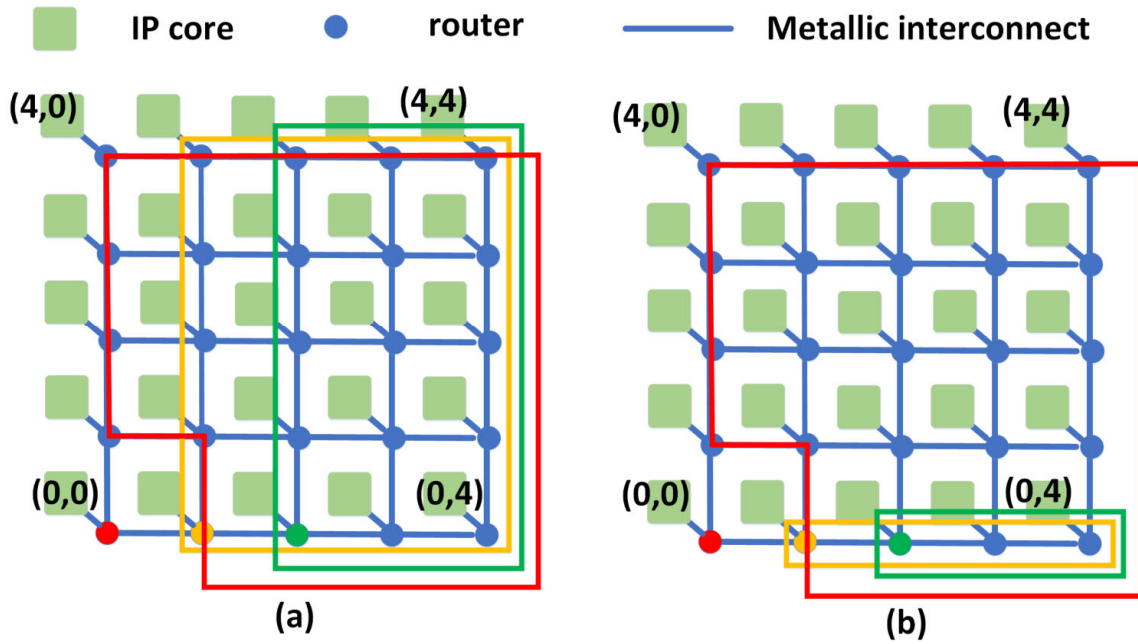 IP core router Metallic interconnect
(4,0) (4,4) (4,0) (4,4)
(0,0) (0,4) (0,0) (0,4)
(a) (b)